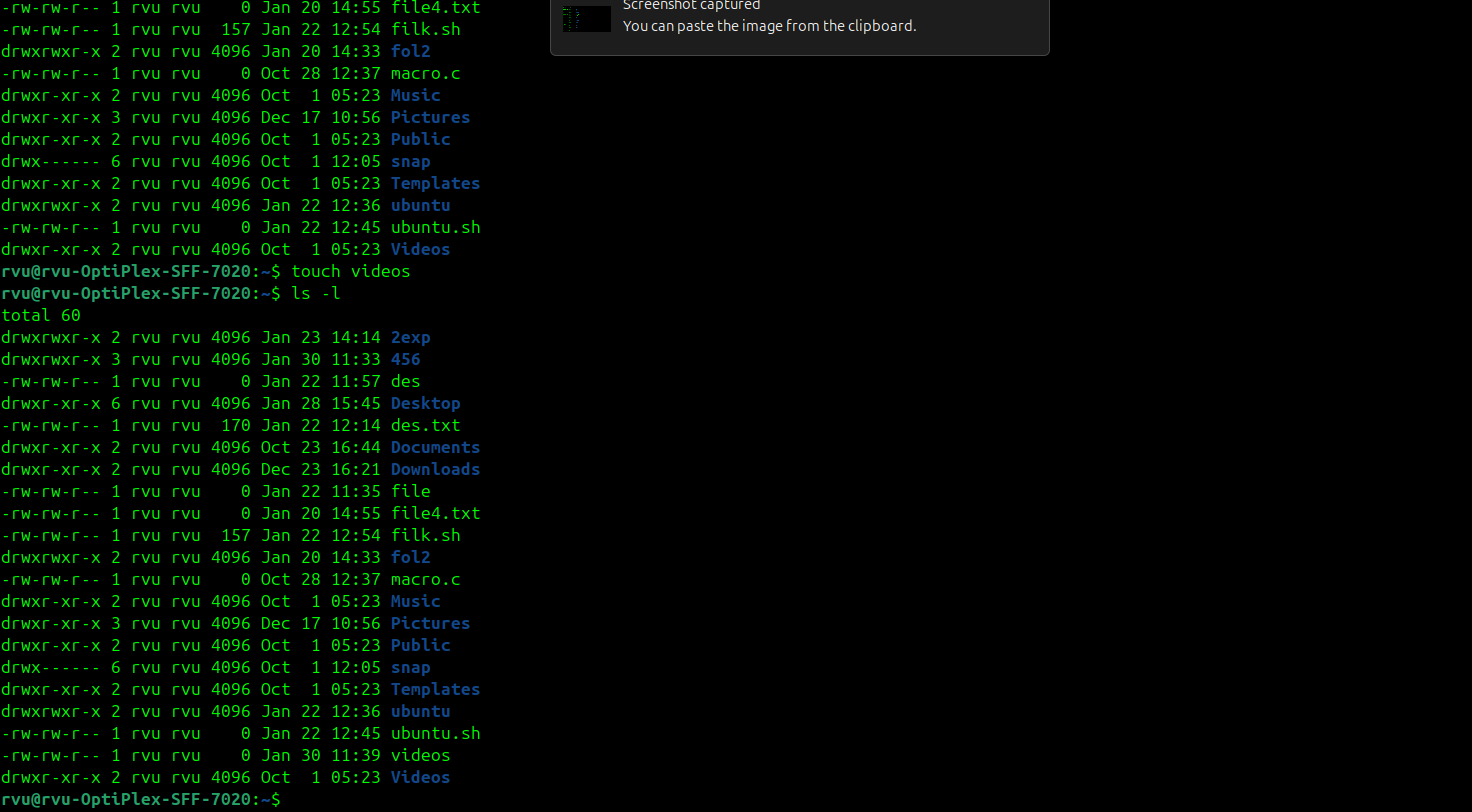 -rw-rw-r-- 1 rvu rvu    0 Jan 20 14:55 file4.txt
Screenshot captured
-rw-rw-r-- 1 rvu rvu  157 Jan 22 12:54 filk.sh
You can paste the image from the clipboard.
drwxrwxr-x 2 rvu rvu 4096 Jan 20 14:33 fol2
-rw-rw-r-- 1 rvu rvu    0 Oct 28 12:37 macro.c
drwxr-xr-x 2 rvu rvu 4096 Oct  1 05:23 Music
drwxr-xr-x 3 rvu rvu 4096 Dec 17 10:56 Pictures
drwxr-xr-x 2 rvu rvu 4096 Oct  1 05:23 Public
drwx------ 6 rvu rvu 4096 Oct  1 12:05 snap
drwxr-xr-x 2 rvu rvu 4096 Oct  1 05:23 Templates
drwxrwxr-x 2 rvu rvu 4096 Jan 22 12:36 ubuntu
-rw-rw-r-- 1 rvu rvu    0 Jan 22 12:45 ubuntu.sh
drwxr-xr-x 2 rvu rvu 4096 Oct  1 05:23 Videos
rvu@rvu-OptiPlex-SFF-7020:~$ touch videos
rvu@rvu-OptiPlex-SFF-7020:~$ ls -l
total 60
drwxrwxr-x 2 rvu rvu 4096 Jan 23 14:14 2exp
drwxrwxr-x 3 rvu rvu 4096 Jan 30 11:33 456
-rw-rw-r-- 1 rvu rvu    0 Jan 22 11:57 des
drwxr-xr-x 6 rvu rvu 4096 Jan 28 15:45 Desktop
-rw-rw-r-- 1 rvu rvu  170 Jan 22 12:14 des.txt
drwxr-xr-x 2 rvu rvu 4096 Oct 23 16:44 Documents
drwxr-xr-x 2 rvu rvu 4096 Dec 23 16:21 Downloads
-rw-rw-r-- 1 rvu rvu    0 Jan 22 11:35 file
-rw-rw-r-- 1 rvu rvu    0 Jan 20 14:55 file4.txt
-rw-rw-r-- 1 rvu rvu  157 Jan 22 12:54 filk.sh
drwxrwxr-x 2 rvu rvu 4096 Jan 20 14:33 fol2
-rw-rw-r-- 1 rvu rvu    0 Oct 28 12:37 macro.c
drwxr-xr-x 2 rvu rvu 4096 Oct  1 05:23 Music
drwxr-xr-x 3 rvu rvu 4096 Dec 17 10:56 Pictures
drwxr-xr-x 2 rvu rvu 4096 Oct  1 05:23 Public
drwx------ 6 rvu rvu 4096 Oct  1 12:05 snap
drwxr-xr-x 2 rvu rvu 4096 Oct  1 05:23 Templates
drwxrwxr-x 2 rvu rvu 4096 Jan 22 12:36 ubuntu
-rw-rw-r-- 1 rvu rvu    0 Jan 22 12:45 ubuntu.sh
-rw-rw-r-- 1 rvu rvu    0 Jan 30 11:39 videos
drwxr-xr-x 2 rvu rvu 4096 Oct  1 05:23 Videos
rvu@rvu-OptiPlex-SFF-7020:~$